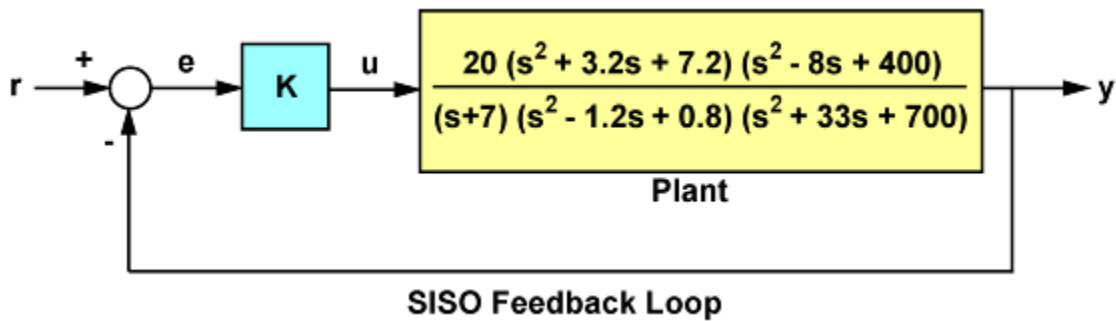 r + - e K u 20 (s² + 3.2s + 7.2) (s² - 8s + 400) y
(s+7) (s² - 1.2s + 0.8) (s² + 33s + 700)
Plant
SISO Feedback Loop